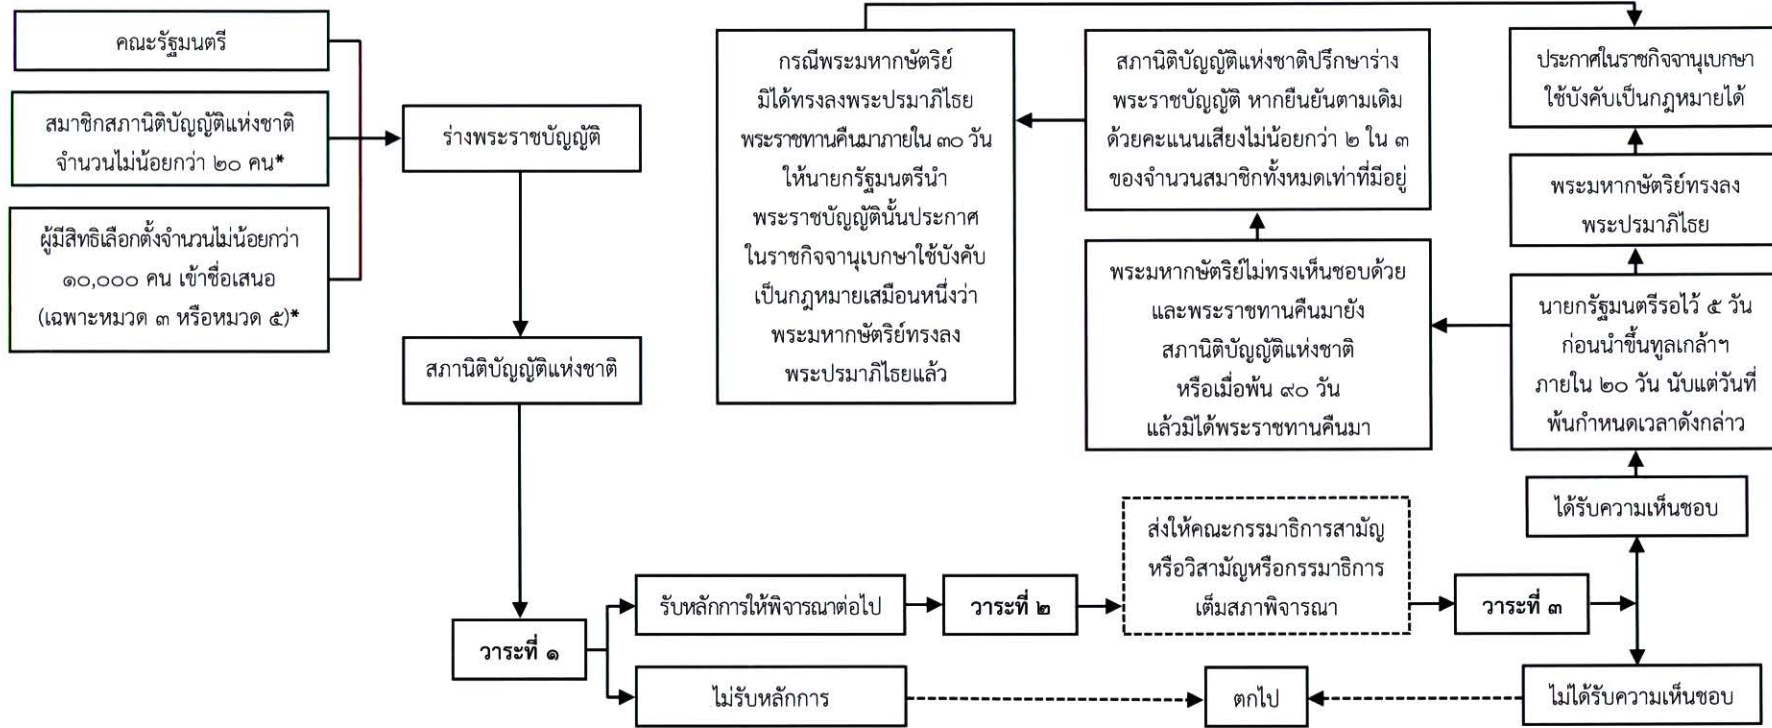 คณะรัฐมนตรี
สมาชิกสภานิติบัญญัติแห่งชาติ
จำนวนไม่น้อยกว่า ๒๐ คน*
ผู้มีสิทธิเลือกตั้งจำนวนไม่น้อยกว่า
๑๐,๐๐๐ คน เข้าชื่อเสนอ
(เฉพาะหมวด ๓ หรือหมวด ๕)*
ร่างพระราชบัญญัติ
สภานิติบัญญัติแห่งชาติ
วาระที่ ๑
รับหลักการให้พิจารณาต่อไป
ไม่รับหลักการ
วาระที่ ๒
ส่งให้คณะกรรมาธิการสามัญ
หรือวิสามัญหรือกรรมาธิการ
เต็มสภาพิจารณา
วาระที่ ๓
ตกไป
ไม่ได้รับความเห็นชอบ
ได้รับความเห็นชอบ
นายกรัฐมนตรีรอไว้ ๕ วัน
ก่อนนำขึ้นทูลเกล้าฯ
ภายใน ๒๐ วัน นับแต่วันที่
พ้นกำหนดเวลาดังกล่าว
พระมหากษัตริย์ทรงลง
พระปรมาภิไธย
ประกาศในราชกิจจานุเบกษา
ใช้บังคับเป็นกฎหมายได้
พระมหากษัตริย์ไม่ทรงเห็นชอบด้วย
และพระราชทานคืนมายัง
สภานิติบัญญัติแห่งชาติ
หรือเมื่อพ้น ๙๐ วัน
แล้วมิได้พระราชทานคืนมา
สภานิติบัญญัติแห่งชาติปรึกษาร่าง
พระราชบัญญัติ หากยืนยันตามเดิม
ด้วยคะแนนเสียงไม่น้อยกว่า ๒ ใน ๓
ของจำนวนสมาชิกทั้งหมดเท่าที่มีอยู่
กรณีพระมหากษัตริย์
มิได้ทรงลงพระปรมาภิไธย
พระราชทานคืนมาภายใน ๓๐ วัน
ให้นายกรัฐมนตรีนำ
พระราชบัญญัตินั้นประกาศ
ในราชกิจจานุเบกษาใช้บังคับ
เป็นกฎหมายเสมือนหนึ่งว่า
พระมหากษัตริย์ทรงลง
พระปรมาภิไธยแล้ว